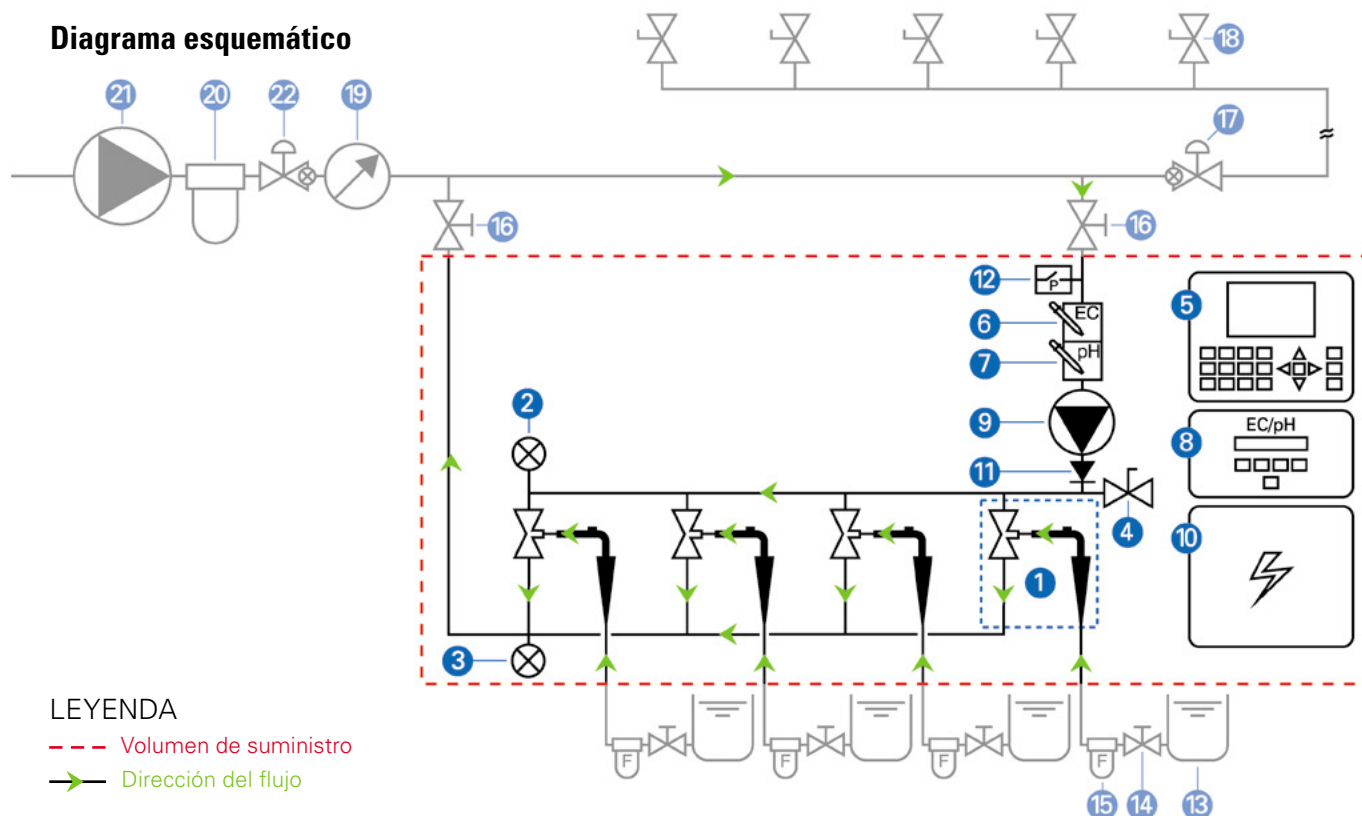 Diagrama esquemático
18
21
20
22
19
17
16
16
12
P
6
EC
7
pH
5
9
2
EC/pH
8
11
4
10
1
3
LEYENDA
Volumen de suministro
Dirección del flujo
F
F
F
F
15
14
13